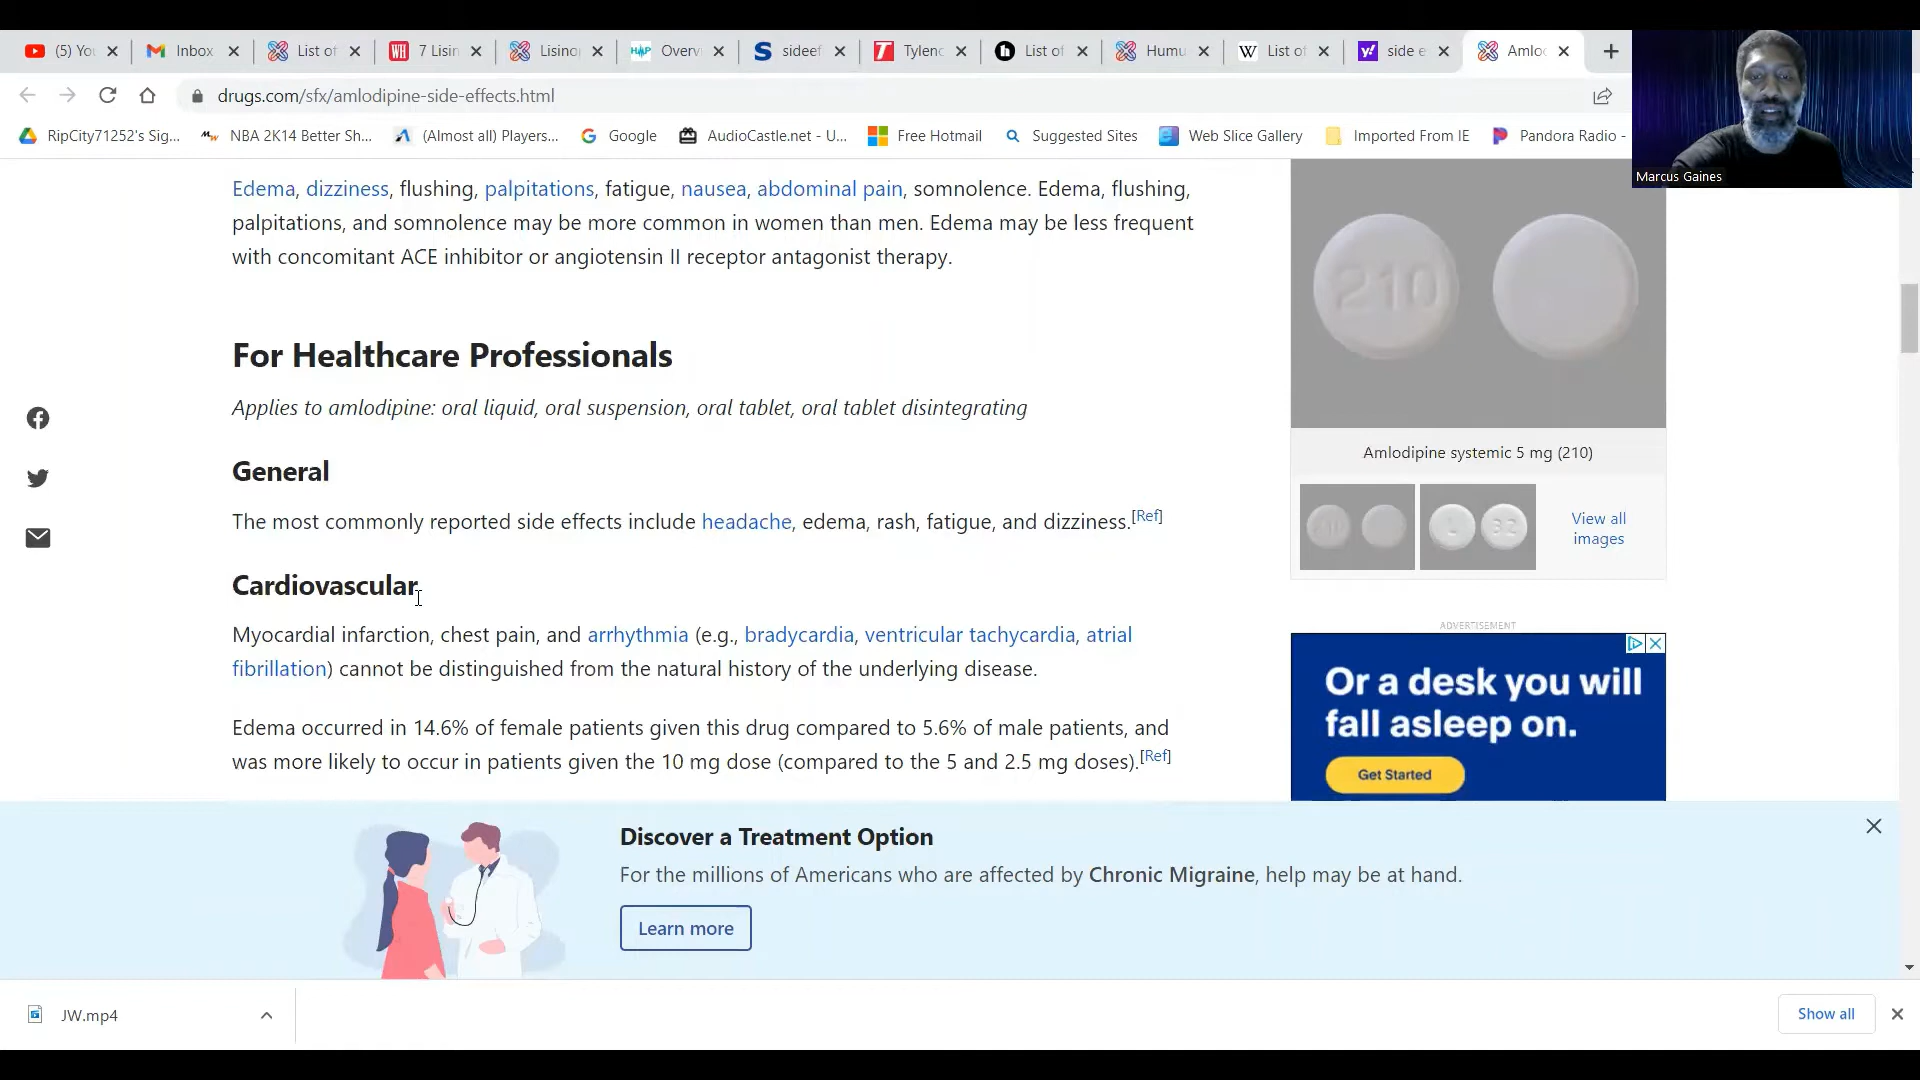 (5) You
Inbox
List of
7 Lisin
Lisino
Overv
sideef
Tyleno
List of
Humu
List of
side e
Amlo
drugs.com/sfx/amlodipine-side-effects.html
RipCity71252's Sig...
NBA 2K14 Better Sh...
(Almost all) Players...
Google
AudioCastle.net - U...
Free Hotmail
Suggested Sites
Web Slice Gallery
Imported From IE
Pandora Radio -
Marcus Gaines
Edema, dizziness, flushing, palpitations, fatigue, nausea, abdominal pain, somnolence. Edema, flushing,
palpitations, and somnolence may be more common in women than men. Edema may be less frequent
with concomitant ACE inhibitor or angiotensin II receptor antagonist therapy.
For Healthcare Professionals
Applies to amlodipine: oral liquid, oral suspension, oral tablet, oral tablet disintegrating
General
The most commonly reported side effects include headache, edema, rash, fatigue, and dizziness.[Ref]
Cardiovascular
Myocardial infarction, chest pain, and arrhythmia (e.g., bradycardia, ventricular tachycardia, atrial
fibrillation) cannot be distinguished from the natural history of the underlying disease.
Edema occurred in 14.6% of female patients given this drug compared to 5.6% of male patients, and
was more likely to occur in patients given the 10 mg dose (compared to the 5 and 2.5 mg doses).[Ref]
210
Amlodipine systemic 5 mg (210)
View all
images
ADVERTISEMENT
Or a desk you will
fall asleep on.
Get Started
Discover a Treatment Option
For the millions of Americans who are affected by Chronic Migraine, help may be at hand.
Learn more
JW.mp4
Show all